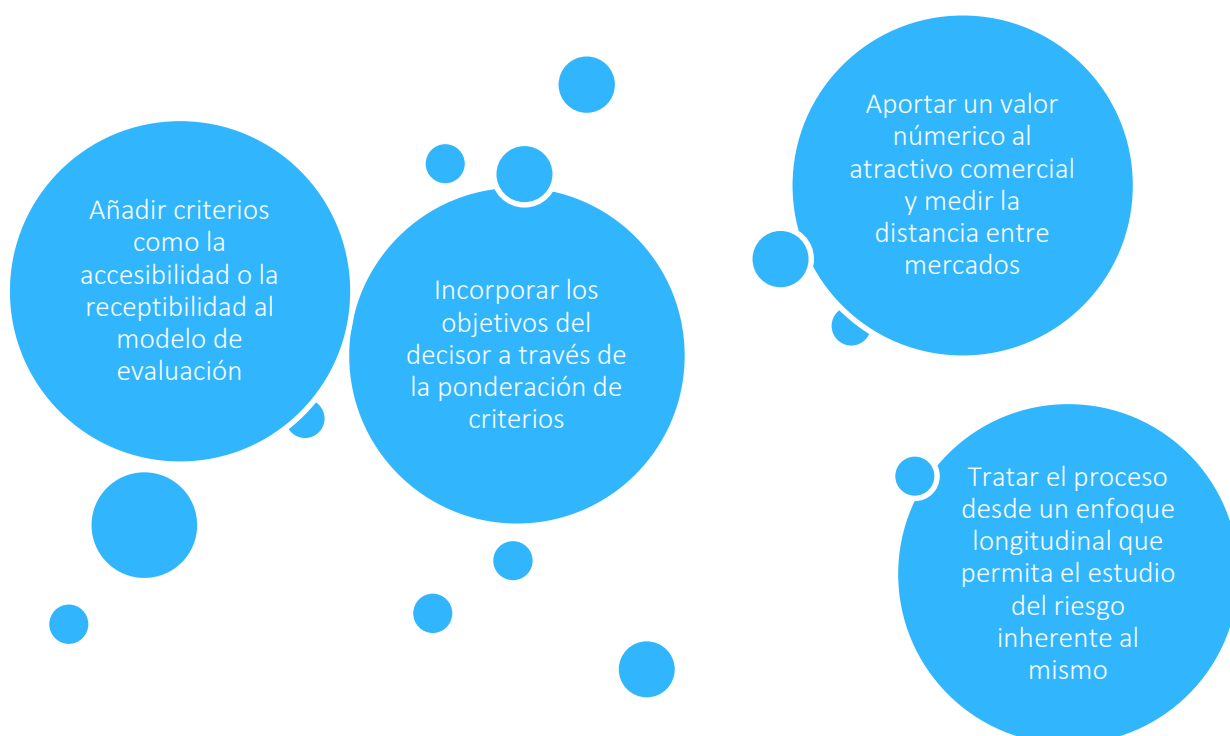 Añadir criterios
como la
accesibilidad o la
receptibilidad al
modelo de
evaluación
Incorporar los
objetivos del
decisor a través de
la ponderación de
criterios
Aportar un valor
númerico al
atractivo comercial
y medir la
distancia entre
mercados
Tratar el proceso
desde un enfoque
longitudinal que
permita el estudio
del riesgo
inherente al
mismo